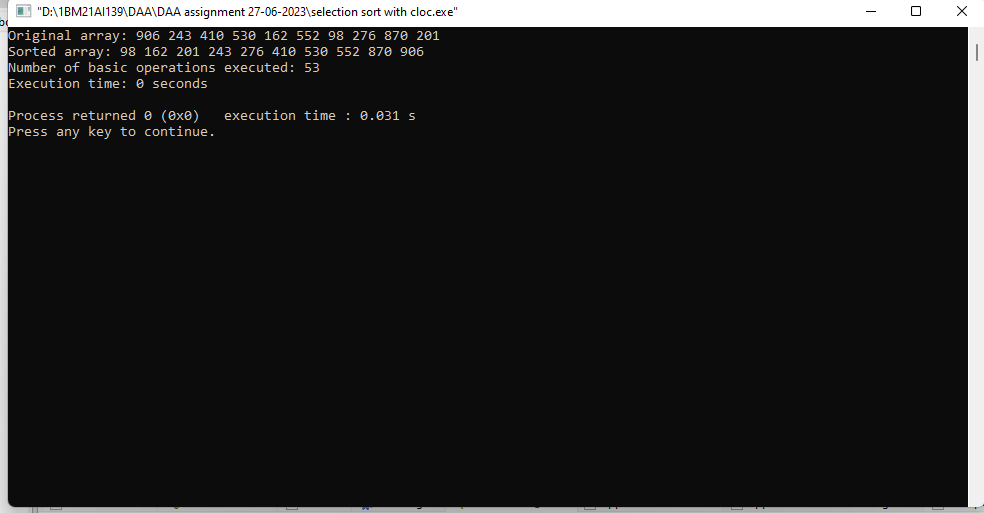 "D:\1BM21AI139\DAA\DAA assignment 27-06-2023\selection sort with cloc.exe"
Original array: 906 243 410 530 162 552 98 276 870 201
Sorted array: 98 162 201 243 276 410 530 552 870 906
Number of basic operations executed: 53
Execution time: 0 seconds
Process returned 0 (0x0)   execution time : 0.031 s
Press any key to continue.